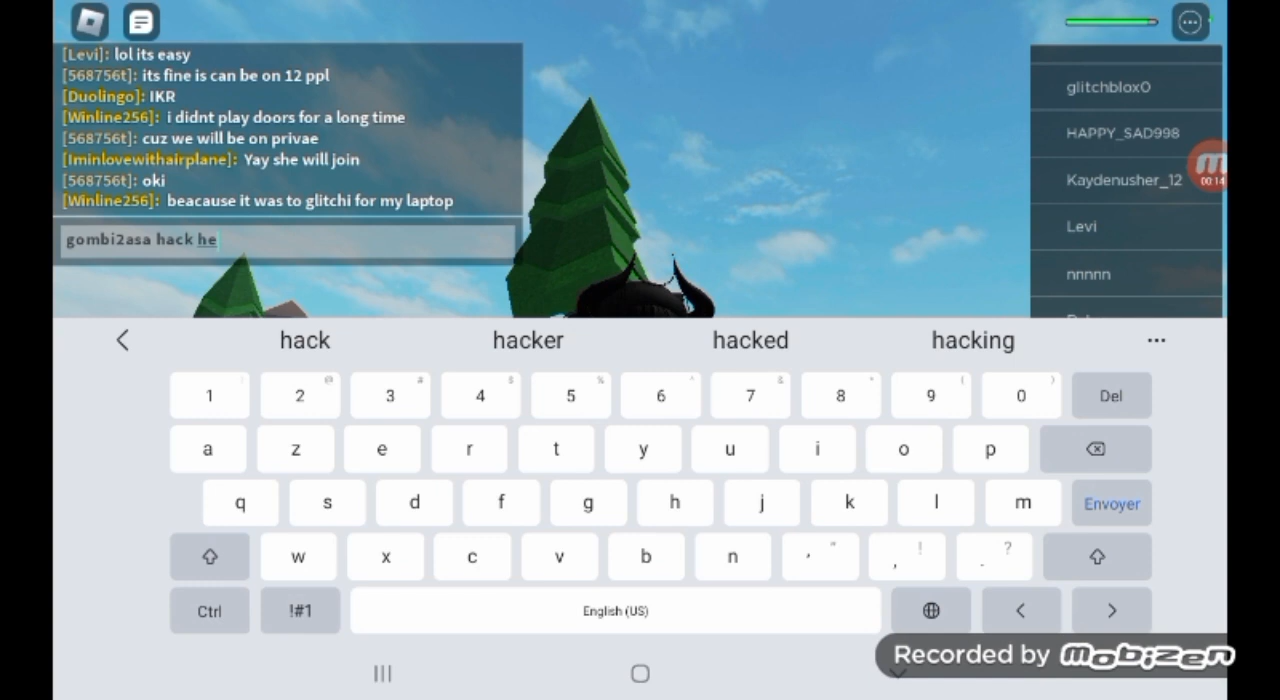 [Levi]: lol its easy
[568756t]: its fine is can be on 12 ppl
[Duolingo]: IKR
[Winline256]: i didnt play doors for a long time
[568756t]: cuz we will be on privae
[Iminlovewithairplane]: Yay she will join
[568756t]: oki
[Winline256]: beacause it was to glitchi for my laptop
gombi2asa hack he
glitchblox0
HAPPY_SAD998
Kaydenusher_12
Levi
nnnnn
00:14
hack hacker hacked hacking ...
1 2 @ 3 # 4 $ 5 % 6 ^ 7 & 8 * 9 ( 0 ) Del
a z e r t y u i o p
q s d f g h j k l m Envoyer
w x c v b n ' " , ! . ?
Ctrl !#1 English (US) < >
Recorded by mobizen